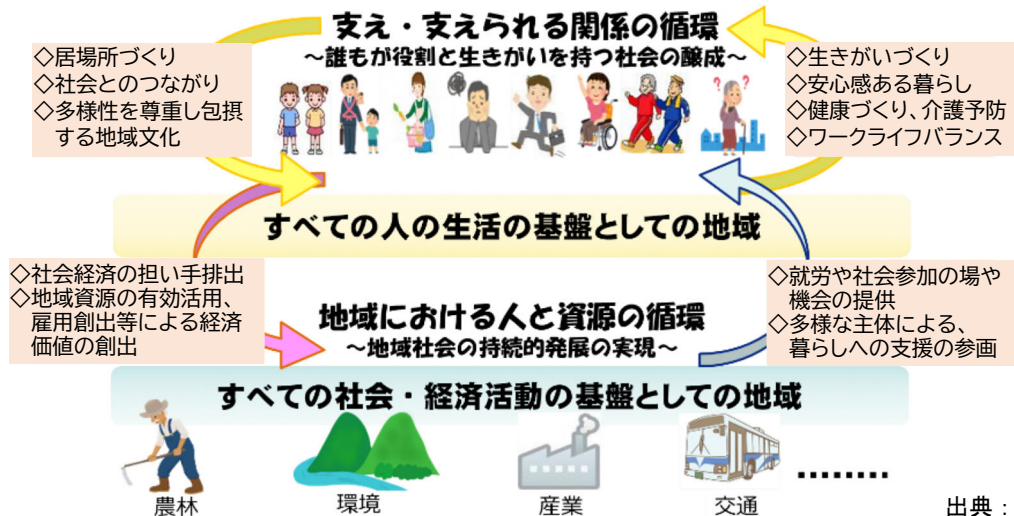 支え・支えられる関係の循環
~誰もが役割と生きがいを持つ社会の醸成~
◇居場所づくり
◇社会とのつながり
◇多様性を尊重し包摂
する地域文化
◇生きがいづくり
◇安心感ある暮らし
◇健康づくり、介護予防
◇ワークライフバランス
? ?
すべての人の生活の基盤としての地域
◇社会経済の担い手排出
◇地域資源の有効活用、
雇用創出等による経済
価値の創出
◇就労や社会参加の場や
機会の提供
◇多様な主体による、
暮らしへの支援の参画
地域における人と資源の循環
~地域社会の持続的発展の実現~
すべての社会・経済活動の基盤としての地域
農林
環境
産業
交通
………
出典: